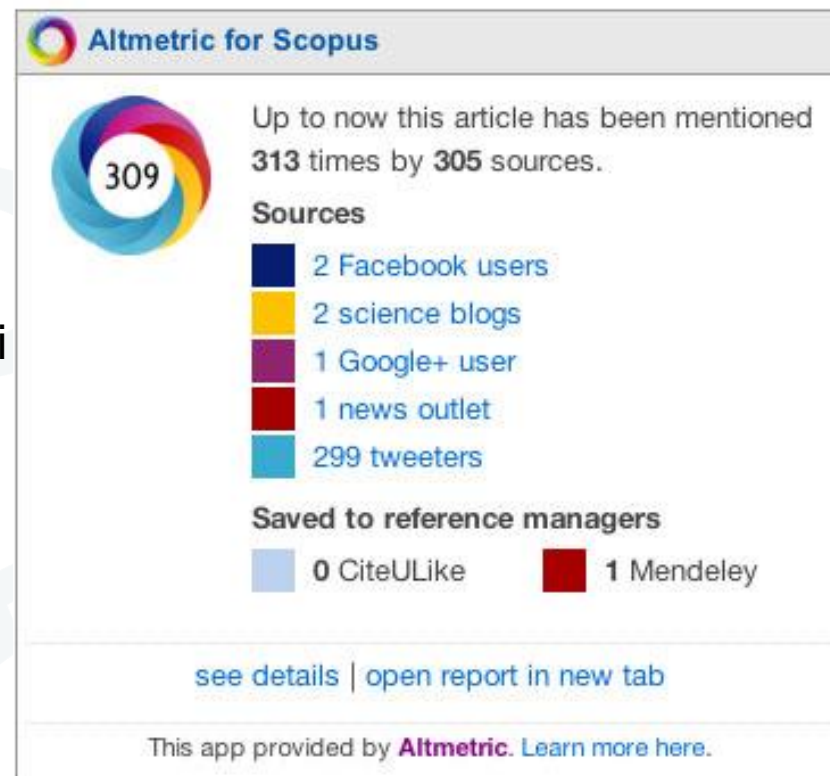 Altmetric for Scopus
309
Up to now this article has been mentioned
313 times by 305 sources.
Sources
2 Facebook users
2 science blogs
i
1 Google+ user
1 news outlet
299 tweeters
Saved to reference managers
0 CiteULike 1 Mendeley
see details | open report in new tab
This app provided by Altmetric. Learn more here.